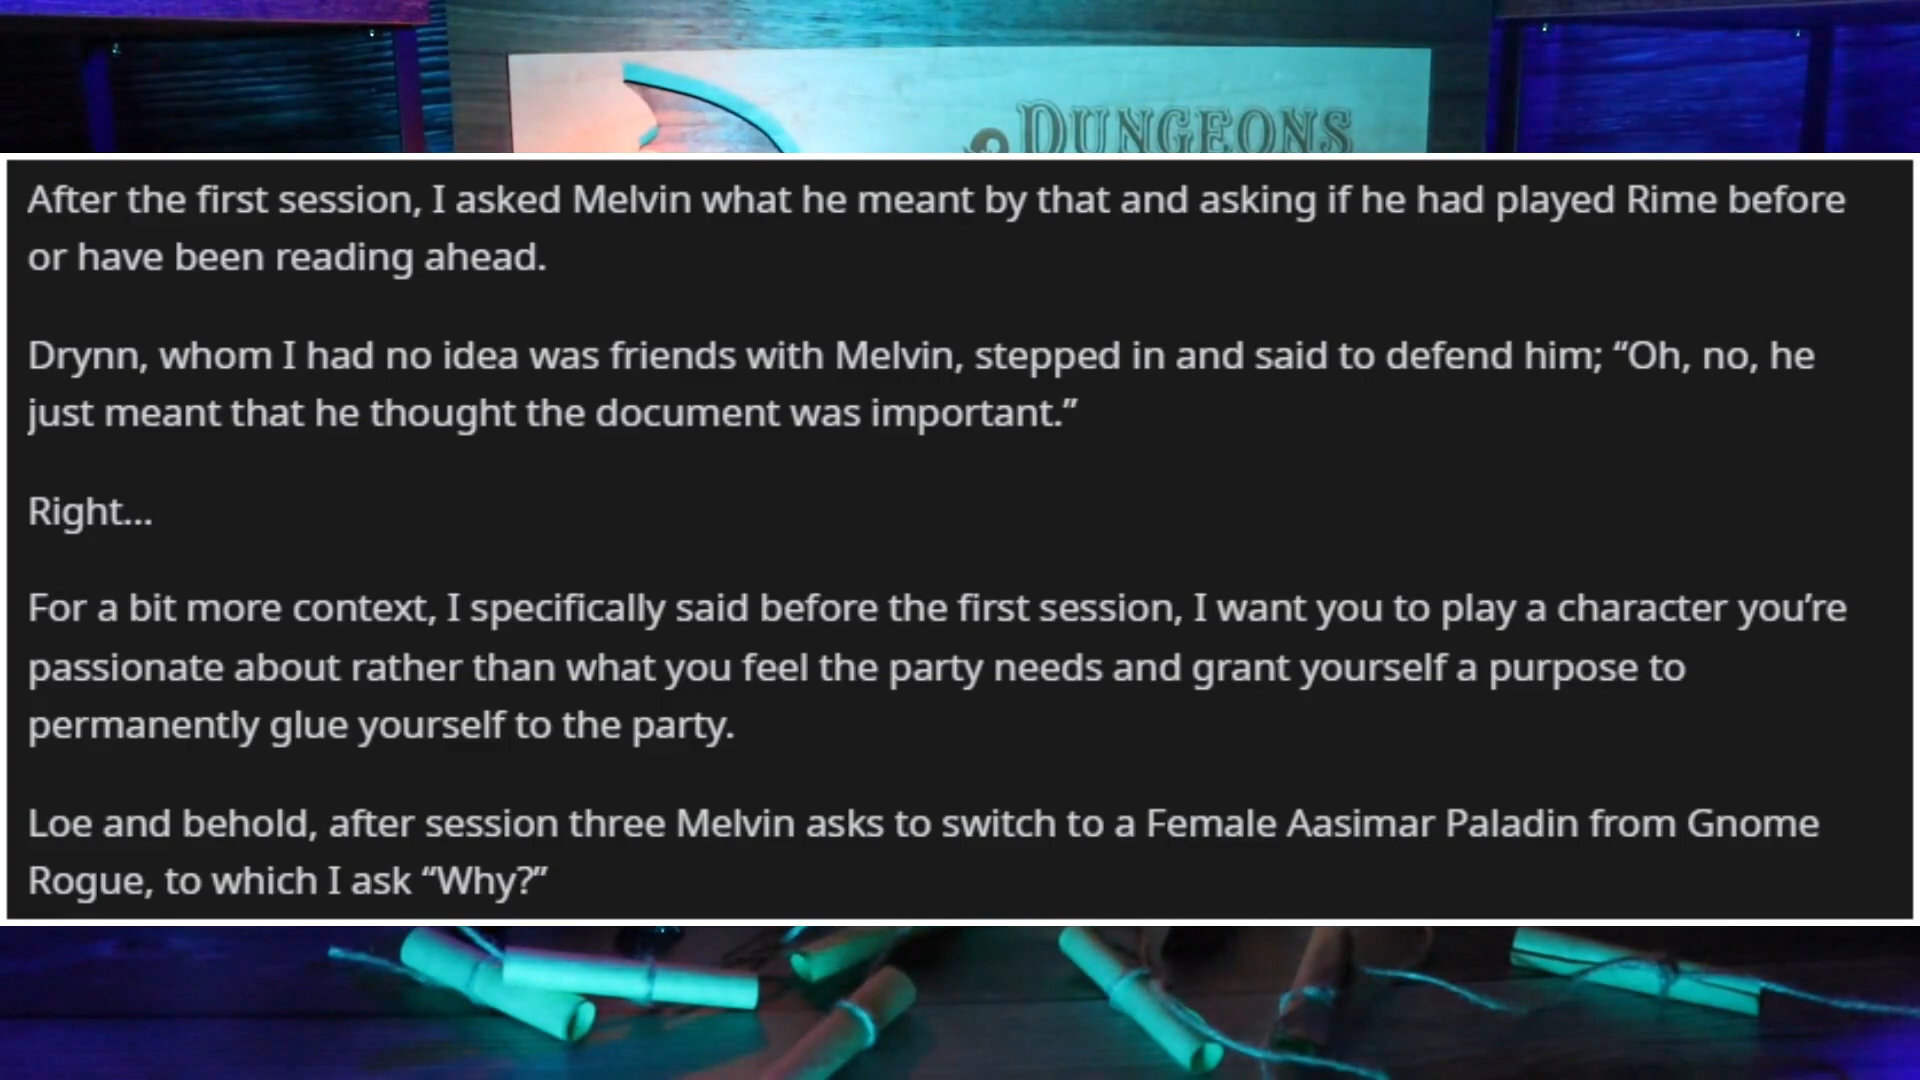 DUNGEONS
After the first session, I asked Melvin what he meant by that and asking if he had played Rime before
or have been reading ahead.
Drynn, whom I had no idea was friends with Melvin, stepped in and said to defend him; “Oh, no, he
just meant that he thought the document was important.”
Right...
For a bit more context, I specifically said before the first session, I want you to play a character you’re
passionate about rather than what you feel the party needs and grant yourself a purpose to
permanently glue yourself to the party.
Loe and behold, after session three Melvin asks to switch to a Female Aasimar Paladin from Gnome
Rogue, to which I ask “Why?”